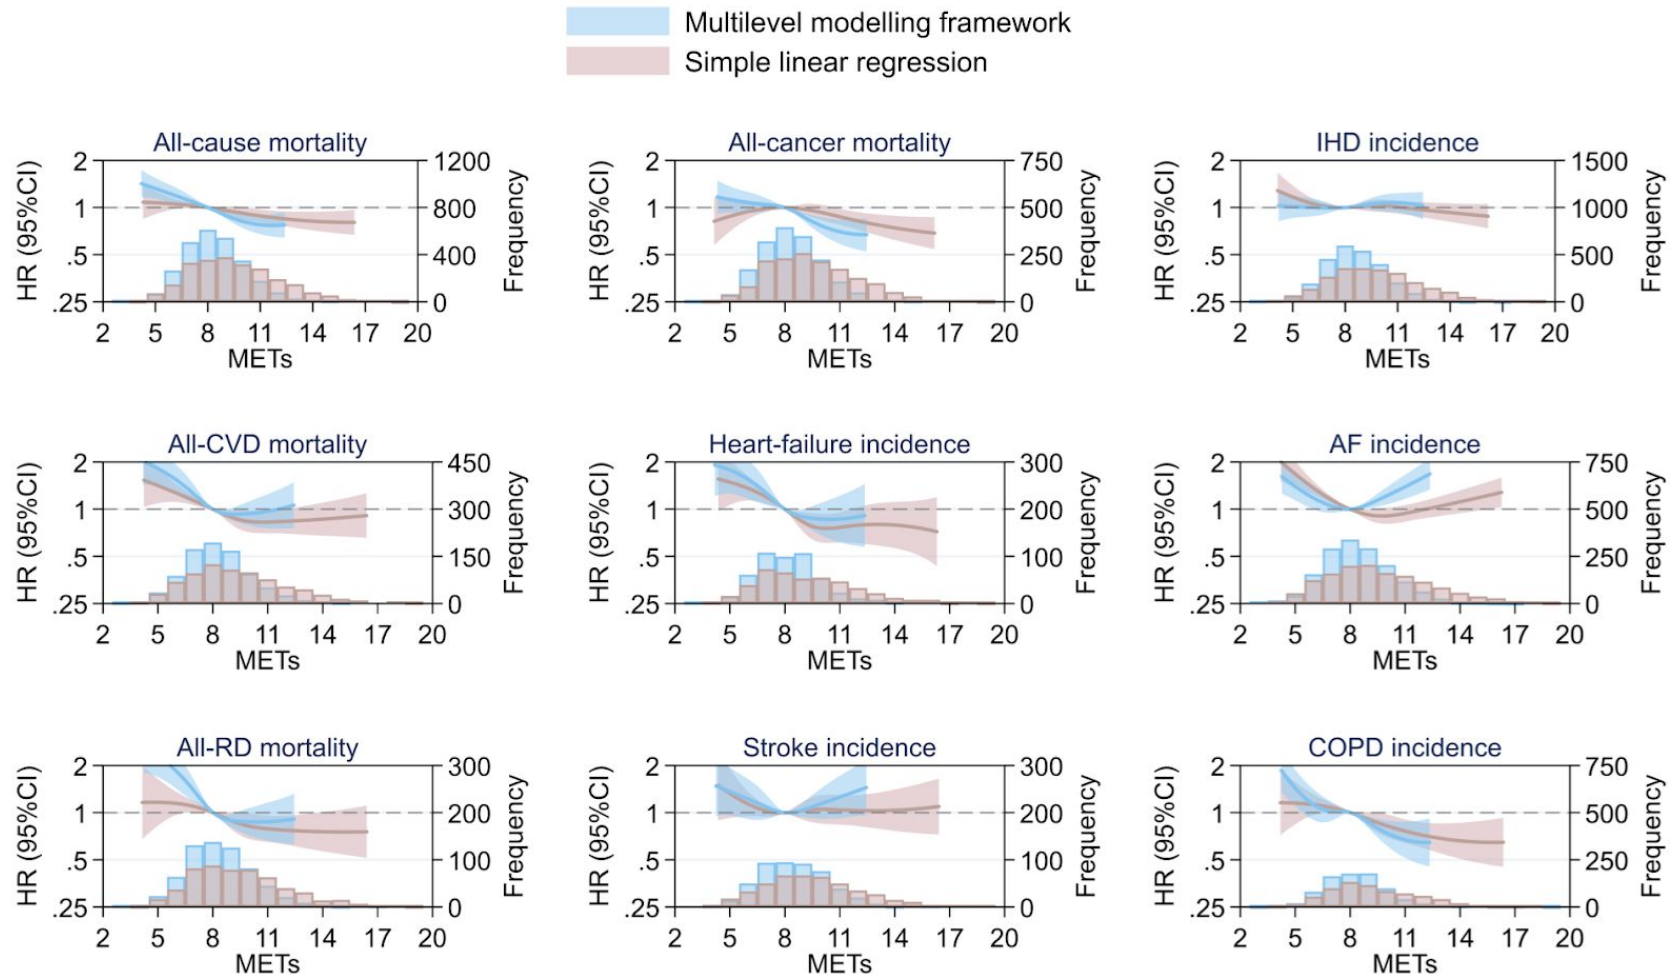 Multilevel modelling framework
Simple linear regression
All-cause mortality
HR (95%CI)
2
1
.5
.25
1200
800
400
0
Frequency
2 5 8 11 14 17 20
METs
All-cancer mortality
HR (95%CI)
2
1
.5
.25
750
500
250
0
Frequency
2 5 8 11 14 17 20
METs
IHD incidence
HR (95%CI)
2
1
.5
.25
1500
1000
500
0
Frequency
2 5 8 11 14 17 20
METs
All-CVD mortality
HR (95%CI)
2
1
.5
.25
450
300
150
0
Frequency
2 5 8 11 14 17 20
METs
Heart-failure incidence
HR (95%CI)
2
1
.5
.25
300
200
100
0
Frequency
2 5 8 11 14 17 20
METs
AF incidence
HR (95%CI)
2
1
.5
.25
750
500
250
0
Frequency
2 5 8 11 14 17 20
METs
All-RD mortality
HR (95%CI)
2
1
.5
.25
300
200
100
0
Frequency
2 5 8 11 14 17 20
METs
Stroke incidence
HR (95%CI)
2
1
.5
.25
300
200
100
0
Frequency
2 5 8 11 14 17 20
METs
COPD incidence
HR (95%CI)
2
1
.5
.25
750
500
250
0
Frequency
2 5 8 11 14 17 20
METs